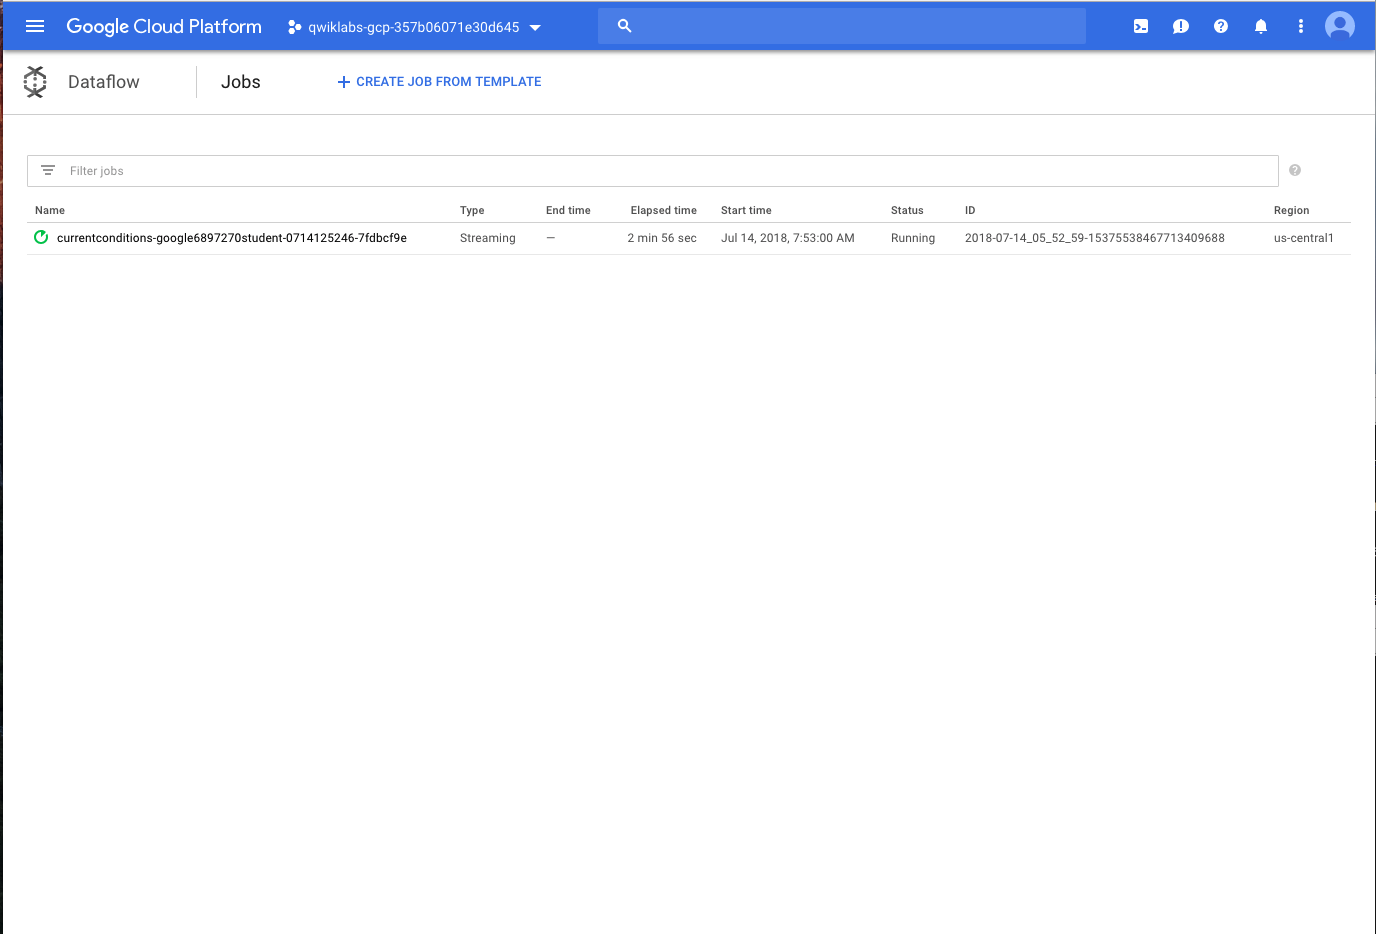 Google Cloud Platform qwiklabs-gcp-357b06071e30d645
Dataflow Jobs CREATE JOB FROM TEMPLATE
Filter jobs
Name Type End time Elapsed time Start time Status ID Region
currentconditions-google6897270student-0714125246-7fdbcf9e Streaming — 2 min 56 sec Jul 14, 2018, 7:53:00 AM Running 2018-07-14_05_52_59-15375538467713409688 us-central1